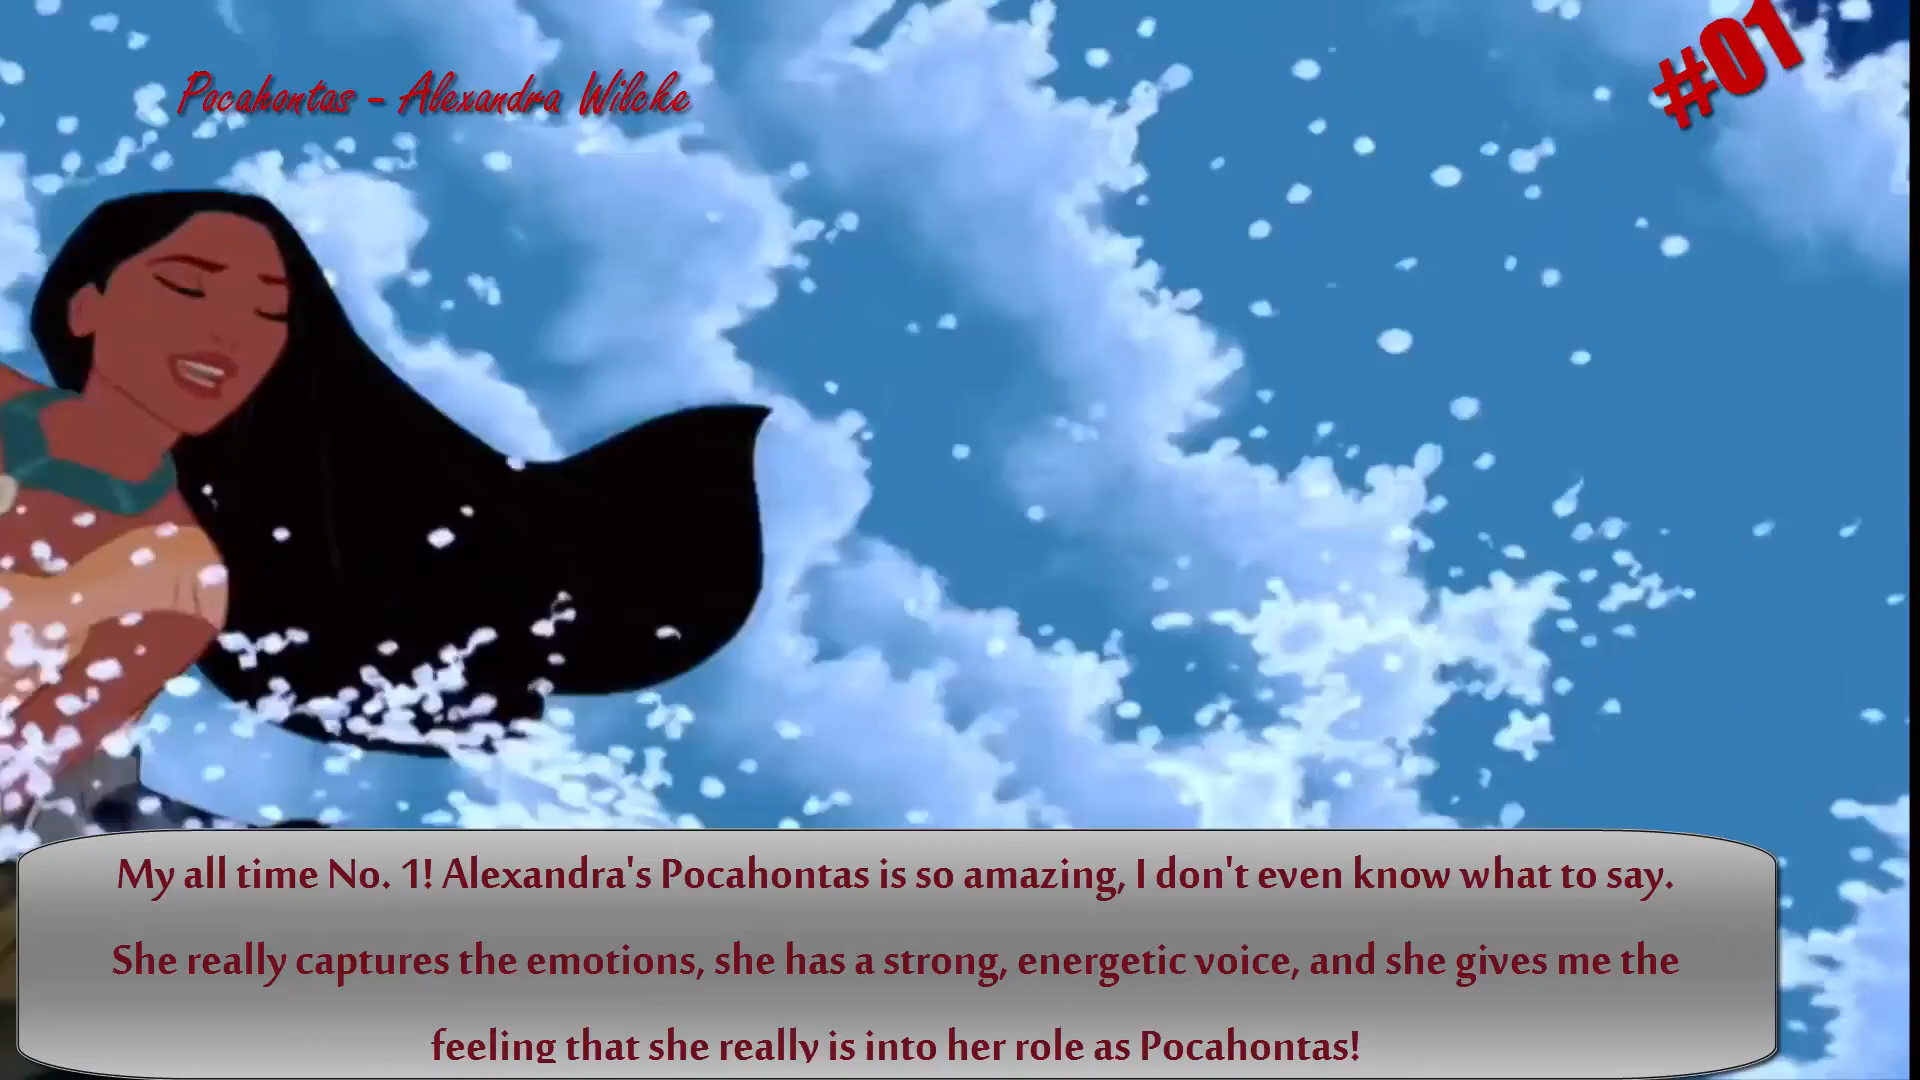 #01
Pocahontas - Alexandra Wilcke
My all time No. 1! Alexandra's Pocahontas is so amazing, I don't even know what to say.
She really captures the emotions, she has a strong, energetic voice, and she gives me the
feeling that she really is into her role as Pocahontas!